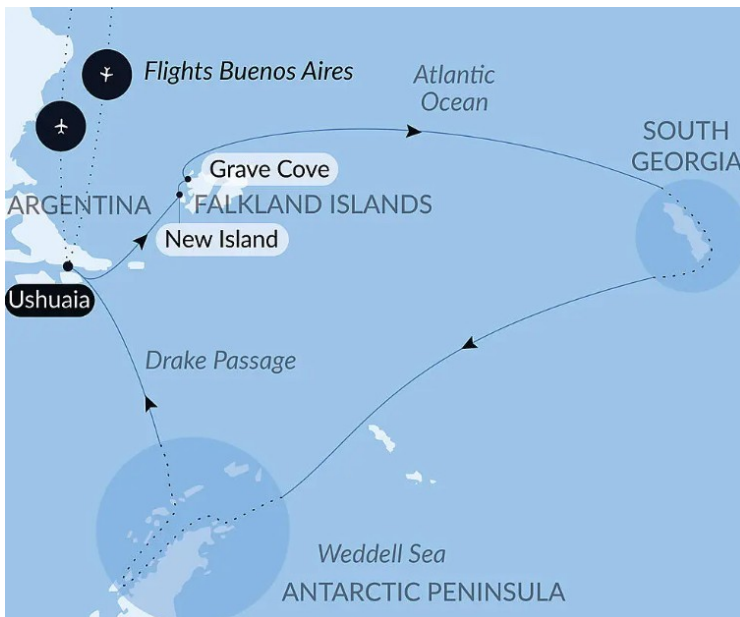 Flights Buenos Aires
Atlantic
Ocean
SOUTH
GEORGIA
Grave Cove
ARGENTINA
FALKLAND ISLANDS
New Island
Ushuaia
Drake Passage
Weddell Sea
ANTARCTIC PENINSULA